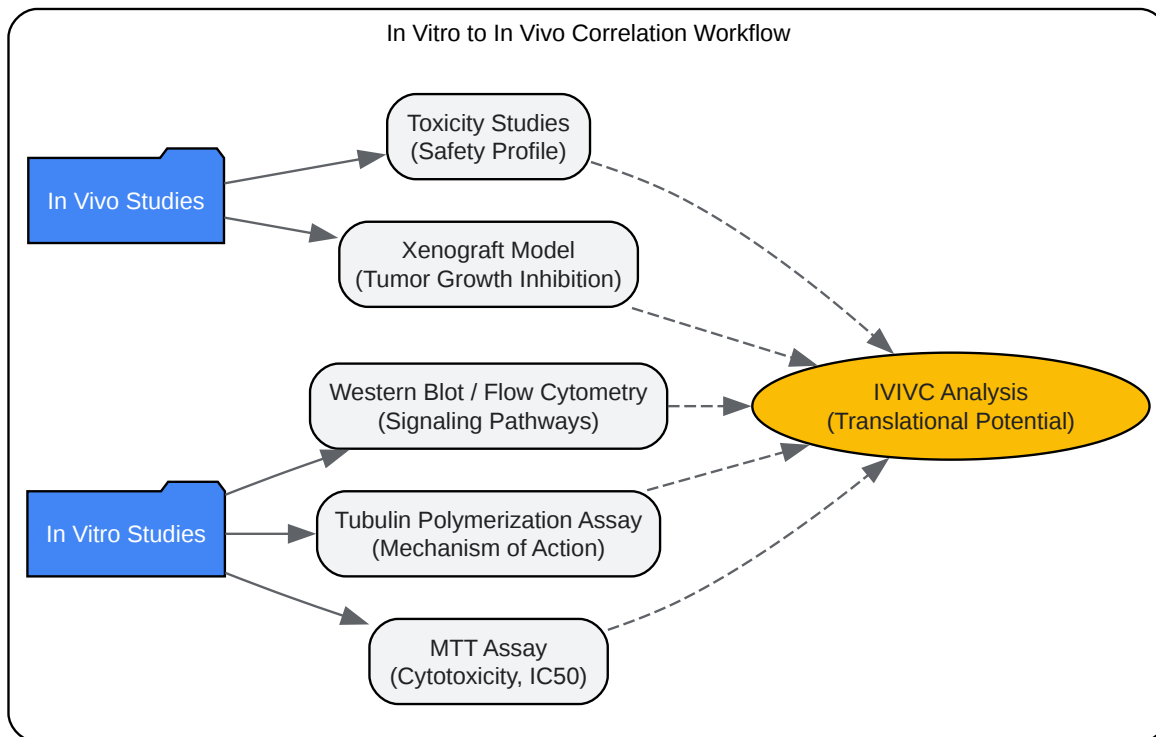 In Vitro to In Vivo Correlation Workflow
Toxicity Studies
(Safety Profile)
In Vivo Studies
Xenograft Model
(Tumor Growth Inhibition)
Western Blot / Flow Cytometry
(Signaling Pathways)
IVIVC Analysis
(Translational Potential)
In Vitro Studies
Tubulin Polymerization Assay
(Mechanism of Action)
MTT Assay
(Cytotoxicity, IC50)